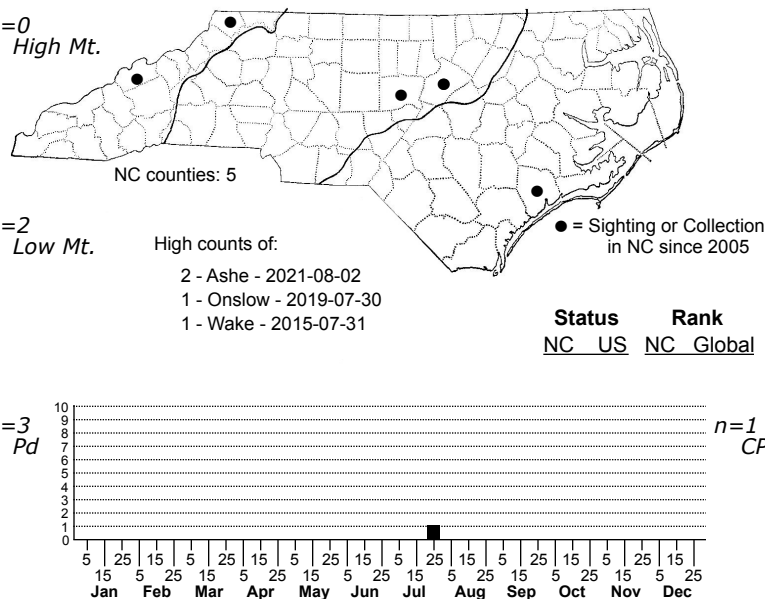 =0
High Mt.
NC counties: 5
=2
Low Mt.
High counts of:
2 - Ashe - 2021-08-02
1 - Onslow - 2019-07-30
1 - Wake - 2015-07-31
● = Sighting or Collection
in NC since 2005
Status Rank
NC US NC Global
=3
Pd
n=1
CP
10
9
8
7
6
5
4
3
2
1
0
5 25 15 5 25 15 5 25 15 5 25 15 5 25 15 5 25 15
15 5 25 15 5 25 15 5 25 15 5 25 15 5 25 15 5 25
Jan Feb Mar Apr May Jun Jul Aug Sep Oct Nov Dec